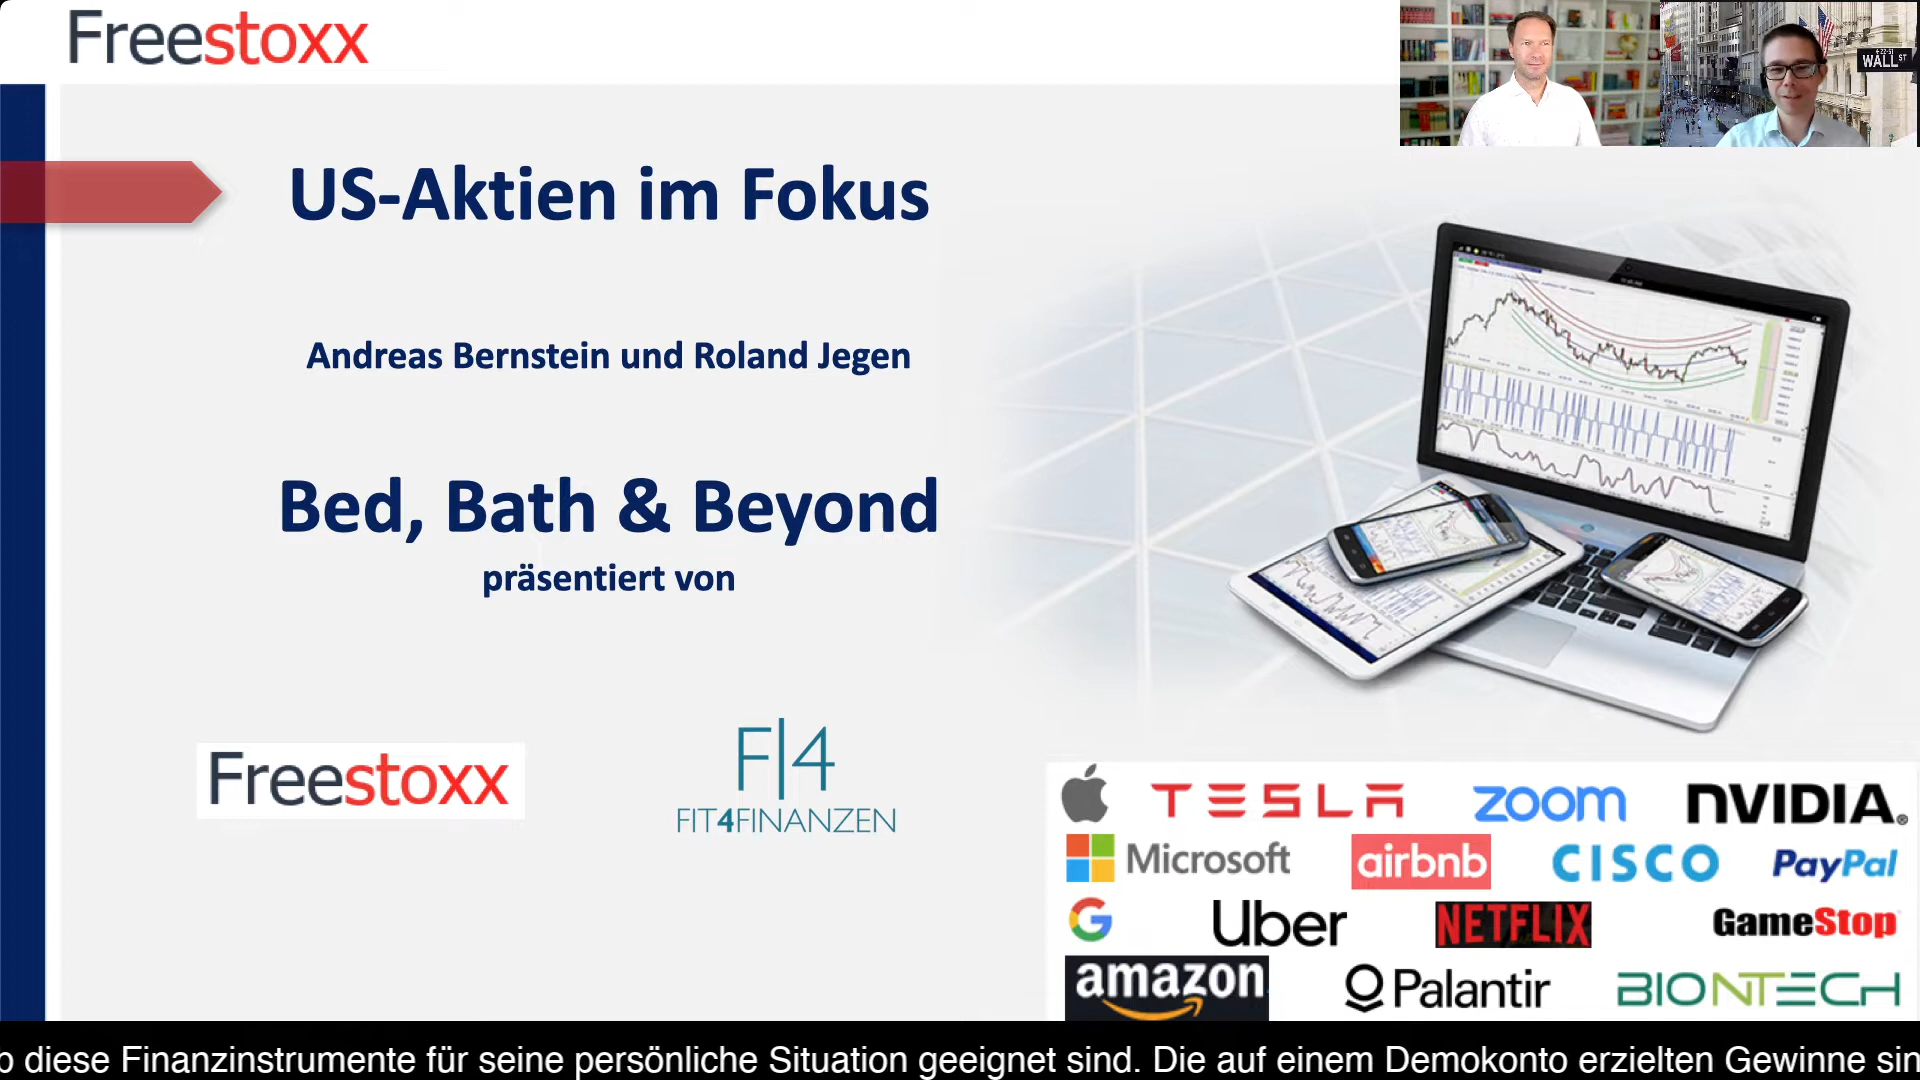 Freestoxx
WALL ST
US-Aktien im Fokus
Andreas Bernstein und Roland Jegen
Bed, Bath & Beyond
präsentiert von
Freestoxx
F|4
FIT4FINANZEN
TESLA
zoom
NVIDIA®
Microsoft
airbnb
CISCO
PayPal
G
Uber
NETFLIX
GameStop
amazon
Palantir
BIONTECH
diese Finanzinstrumente für seine persönliche Situation geeignet sind. Die auf einem Demokonto erzielten Gewinne